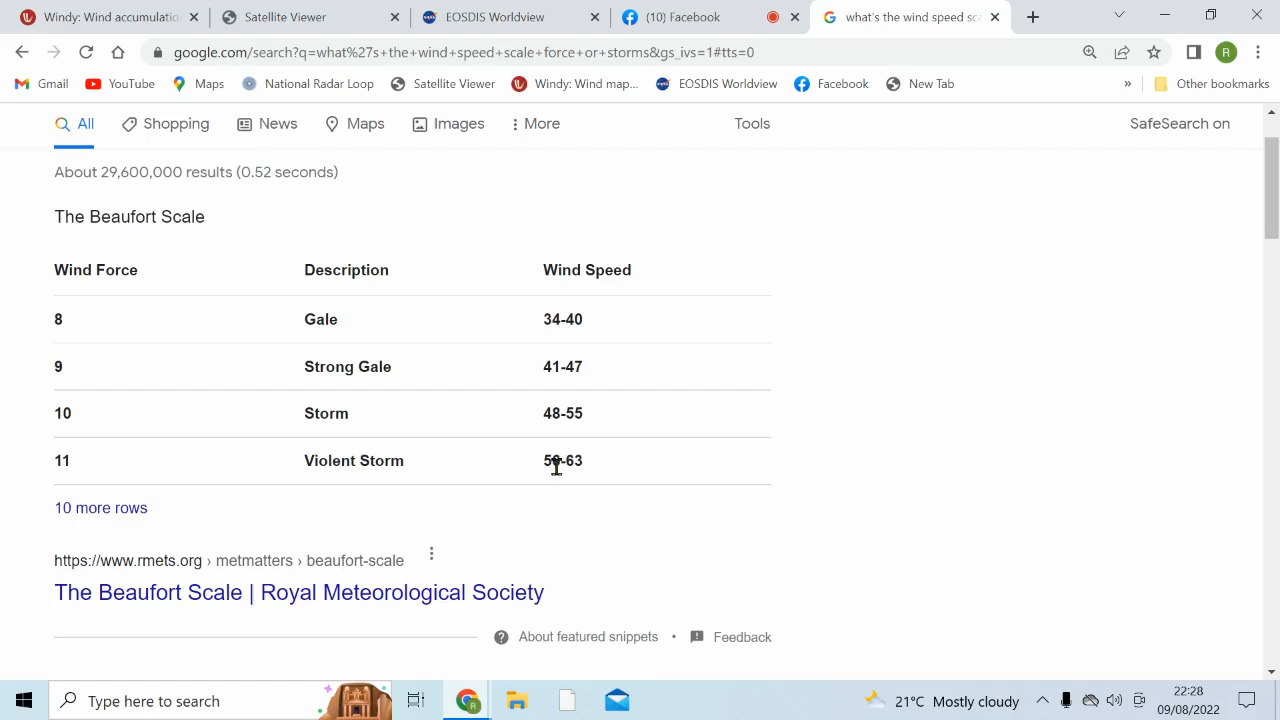 Windy: Wind accumulation
Satellite Viewer
EOSDIS Worldview
(10) Facebook
what's the wind speed sca
google.com/search?q=what%27s+the+wind+speed+scale+force+or+storms&gs_ivs=1#tts=0
R
Gmail YouTube Maps National Radar Loop Satellite Viewer Windy: Wind map... EOSDIS Worldview Facebook New Tab » Other bookmarks
All Shopping News Maps Images More Tools SafeSearch on
About 29,600,000 results (0.52 seconds)
The Beaufort Scale
Wind Force Description Wind Speed
8 Gale 34-40
9 Strong Gale 41-47
10 Storm 48-55
11 Violent Storm -63
10 more rows
https://www.rmets.org › metmatters › beaufort-scale
The Beaufort Scale | Royal Meteorological Society
About featured snippets • Feedback
Type here to search
21°C Mostly cloudy
22:28
09/08/2022